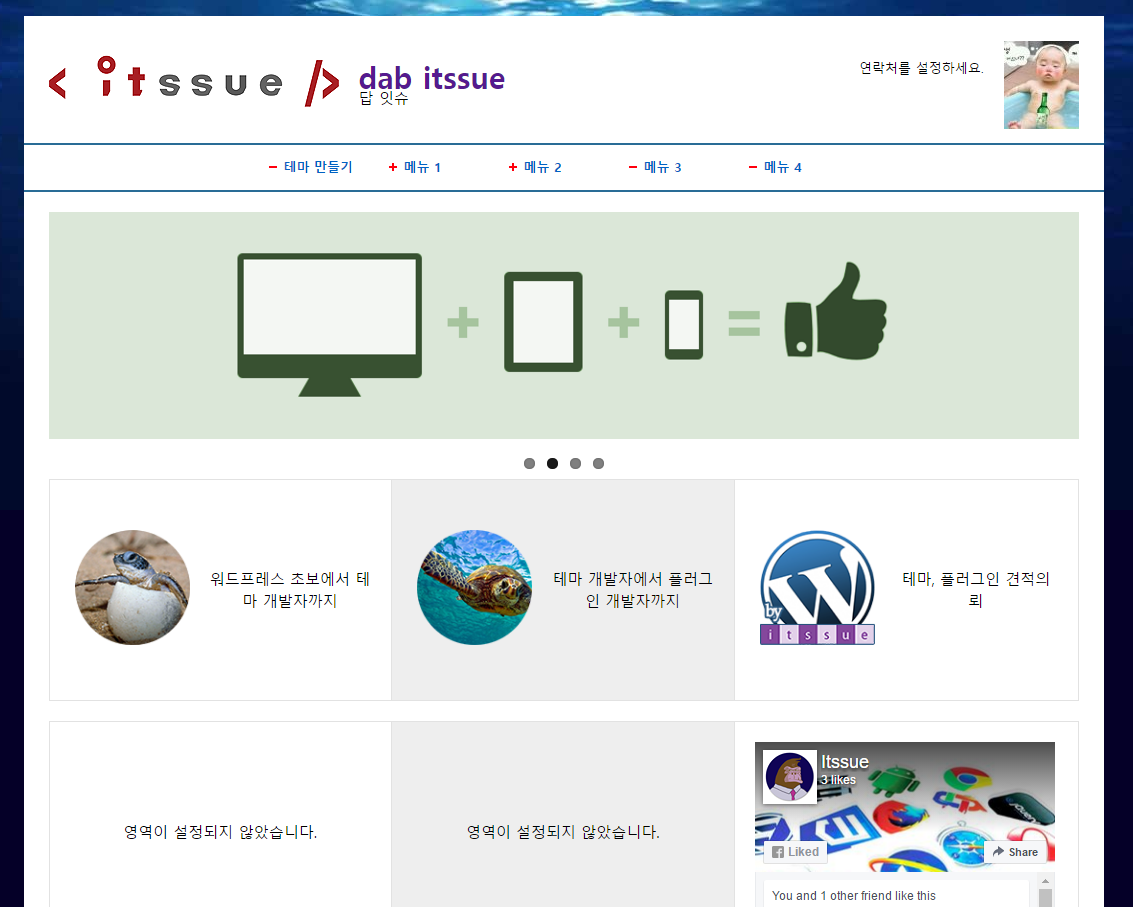 < itssue />
dab itssue
답 잇슈
연락처를 설정하세요.
테마 만들기
메뉴 1
메뉴 2
메뉴 3
메뉴 4
워드프레스 초보에서 테
마 개발자까지
테마 개발자에서 플러그
인 개발자까지
by
itssue
테마, 플러그인 견적의
뢰
영역이 설정되지 않았습니다.
영역이 설정되지 않았습니다.
Itssue
3 likes
Liked
Share
You and 1 other friend like this